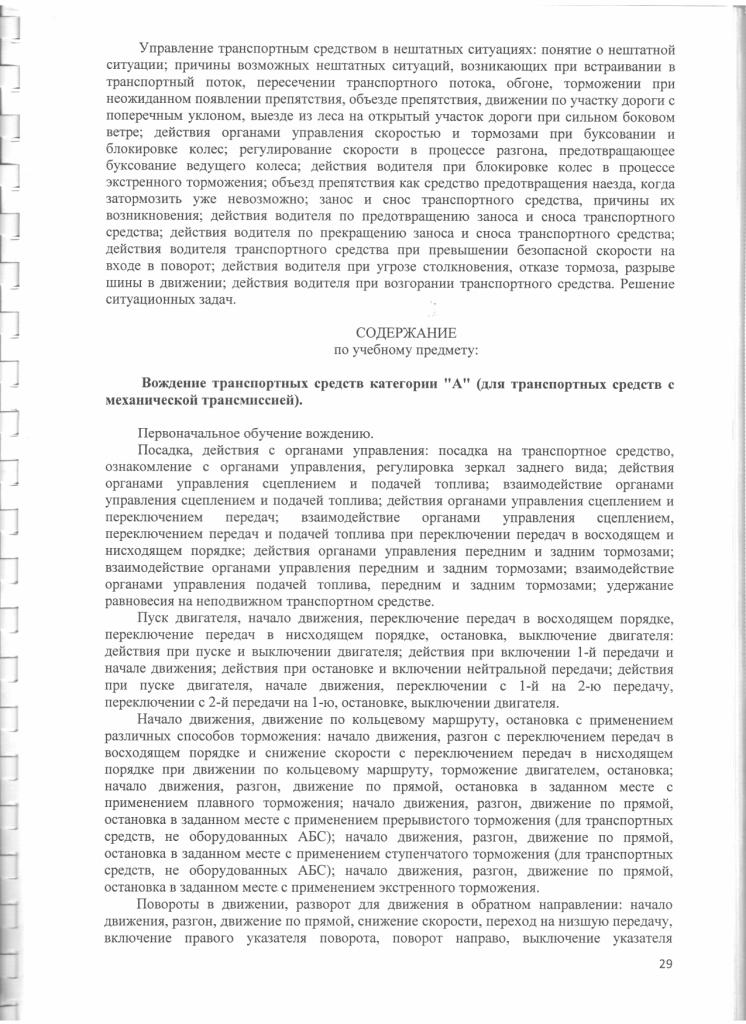 Управление транспортным средством в нештатных ситуациях: понятие о нештатной
ситуации; причины возможных нештатных ситуаций, возникающих при встраивании в
транспортный поток, пересечении транспортного потока, обгоне, торможении при
неожиданном появлении препятствия, объезде препятствия, движении по участку дороги с
поперечным уклоном, выезде из леса на открытый участок дороги при сильном боковом
ветре; действия органами управления скоростью и тормозами при буксовании и
блокировке колес; регулирование скорости в процессе разгона, предотвращающее
буксование ведущего колеса; действия водителя при блокировке колес в процессе
экстренного торможения; объезд препятствия как средство предотвращения наезда, когда
затормозить уже невозможно; занос и снос транспортного средства, причины их
возникновения; действия водителя по предотвращению заноса и сноса транспортного
средства; действия водителя по прекращению заноса и сноса транспортного средства;
действия водителя транспортного средства при превышении безопасной скорости на
входе в поворот; действия водителя при угрозе столкновения, отказе тормоза, разрыве
шины в движении; действия водителя при возгорании транспортного средства. Решение
ситуационных задач.
СОДЕРЖАНИЕ
по учебному предмету:
Вождение транспортных средств категории "А" (для транспортных средств с
механической трансмиссией).
Первоначальное обучение вождению.
Посадка, действия с органами управления: посадка на транспортное средство,
ознакомление с органами управления, регулировка зеркал заднего вида; действия
органами управления сцеплением и подачей топлива; взаимодействие органами
управления сцеплением и подачей топлива; действия органами управления сцеплением и
переключением передач; взаимодействие органами управления сцеплением,
переключением передач и подачей топлива при переключении передач в восходящем и
нисходящем порядке; действия органами управления передним и задним тормозами;
взаимодействие органами управления передним и задним тормозами; взаимодействие
органами управления подачей топлива, передним и задним тормозами; удержание
равновесия на неподвижном транспортном средстве.
Пуск двигателя, начало движения, переключение передач в восходящем порядке,
переключение передач в нисходящем порядке, остановка, выключение двигателя:
действия при пуске и выключении двигателя; действия при включении 1-й передачи и
начале движения; действия при остановке и включении нейтральной передачи; действия
при пуске двигателя, начале движения, переключении с 1-й на 2-ю передачу,
переключении с 2-й передачи на 1-ю, остановке, выключении двигателя.
Начало движения, движение по кольцевому маршруту, остановка с применением
различных способов торможения: начало движения, разгон с переключением передач в
восходящем порядке и снижение скорости с переключением передач в нисходящем
порядке при движении по кольцевому маршруту, торможение двигателем, остановка;
начало движения, разгон, движение по прямой, остановка в заданном месте с
применением плавного торможения; начало движения, разгон, движение по прямой,
остановка в заданном месте с применением прерывистого торможения (для транспортных
средств, не оборудованных АБС); начало движения, разгон, движение по прямой,
остановка в заданном месте с применением ступенчатого торможения (для транспортных
средств, не оборудованных АБС); начало движения, разгон, движение по прямой,
остановка в заданном месте с применением экстренного торможения.
Повороты в движении, разворот для движения в обратном направлении: начало
движения, разгон, движение по прямой, снижение скорости, переход на низшую передачу,
включение правого указателя поворота, поворот направо, выключение указателя
29